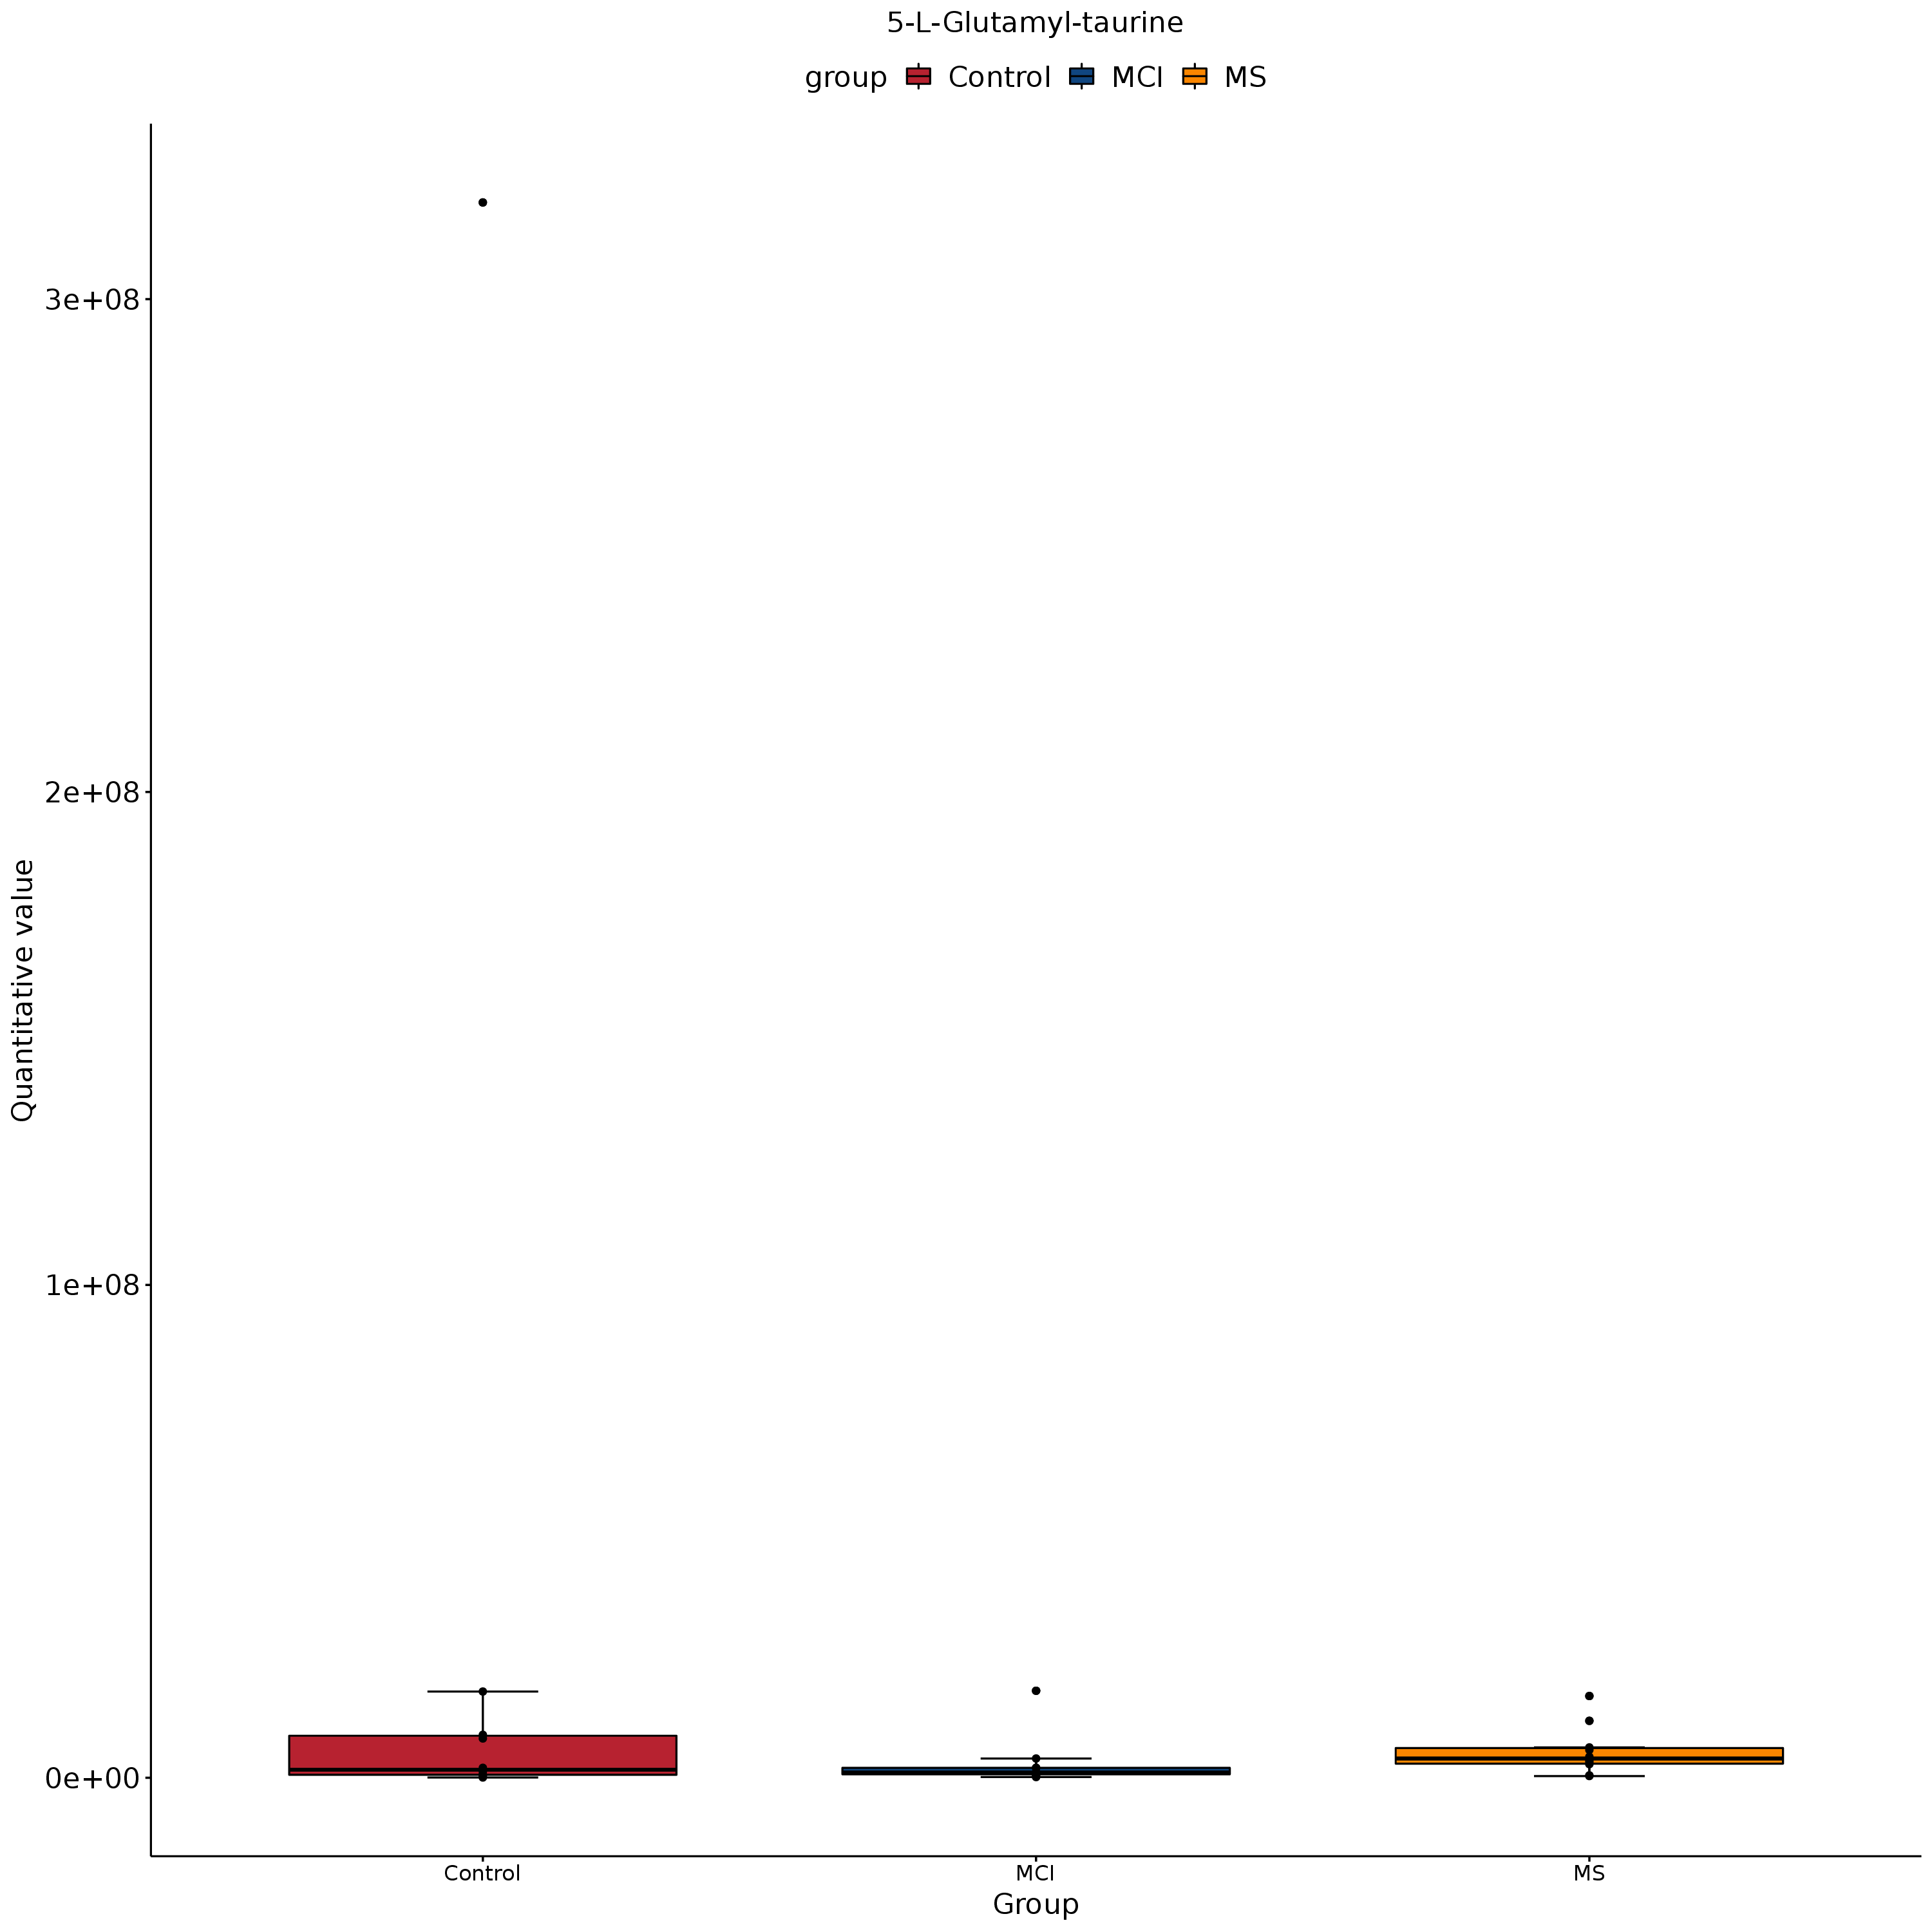 5-L-Glutamyl-taurine
group Control MCI MS
3e+08
2e+08
1e+08
0e+00
Quantitative value
Control MCI MS
Group